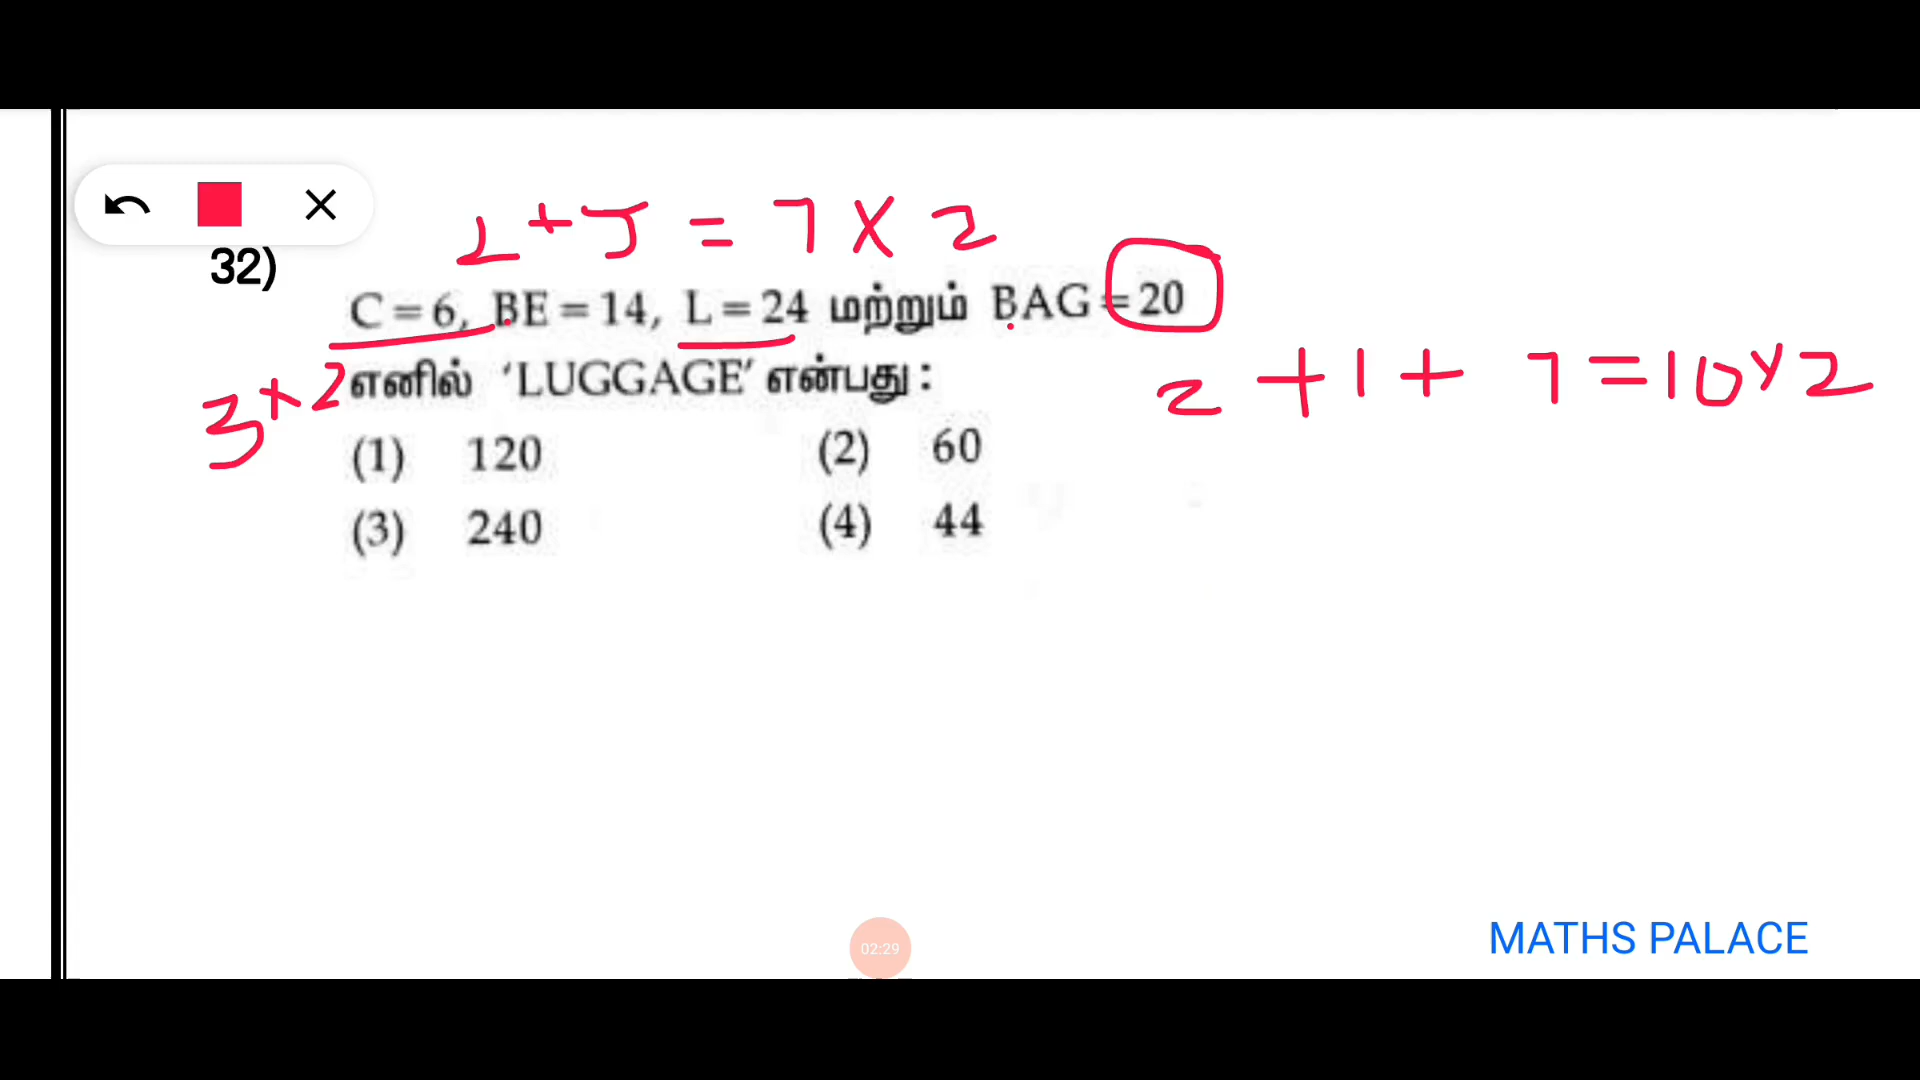 2 + 5 = 7 X 2
32)
C = 6, BE = 14, L = 24 மற்றும் BAG = 20
எனில் 'LUGGAGE' என்பது :
3 × 2
2 + 1 + 7 = 10 × 2
(1) 120 (2) 60
(3) 240 (4) 44
MATHS PALACE
02:29